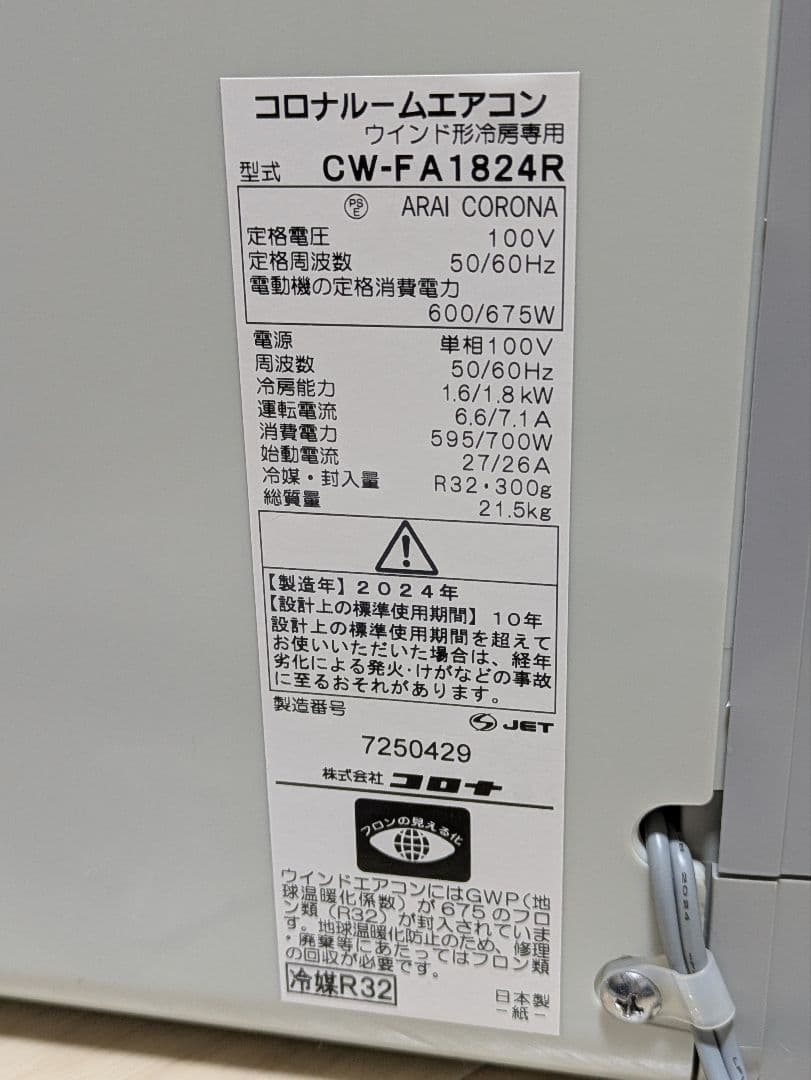 コロナルームエアコン
ウインド形冷房専用
型式 CW-FA1824R
PS E ARAI CORONA
定格電圧 100V
定格周波数 50/60Hz
電動機の定格消費電力
600/675W
電源 単相100V
周波数 50/60Hz
冷房能力 1.6/1.8kW
運転電流 6.6/7.1A
消費電力 595/700W
始動電流 27/26A
冷媒・封入量 R32・300g
総質量 21.5kg
【製造年】2024年
【設計上の標準使用期間】10年
設計上の標準使用期間を超えて
お使いいただいた場合は、経年
劣化による発火・けがなどの事故
に至るおそれがあります。
製造番号
JET
7250429
株式会社 コロナ
フロンの見える化
ウインドエアコンにはGWP(地
球温暖化係数)が675のフロ
ン類(R32)が封入されていま
す。地球温暖化防止のため、修理
・廃棄等にあたってはフロン類
の回収が必要です。
冷媒R32
日本製
-紙-
2024